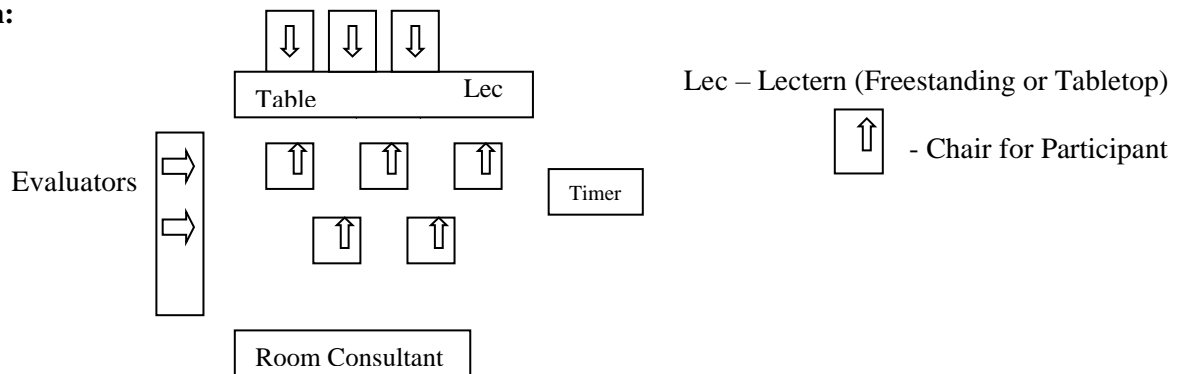 Table
Lec
Lec – Lectern (Freestanding or Tabletop)
- Chair for Participant
Evaluators
Timer
Room Consultant